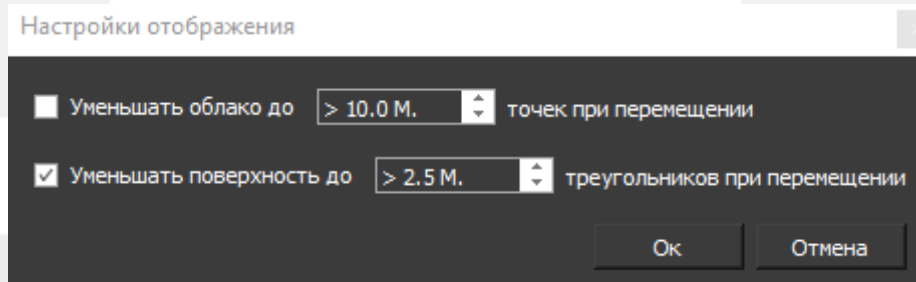 Настройки отображения
Уменьшать облако до > 10.0 М. точек при перемещении
Уменьшать поверхность до > 2.5 М. треугольников при перемещении
Ок Отмена